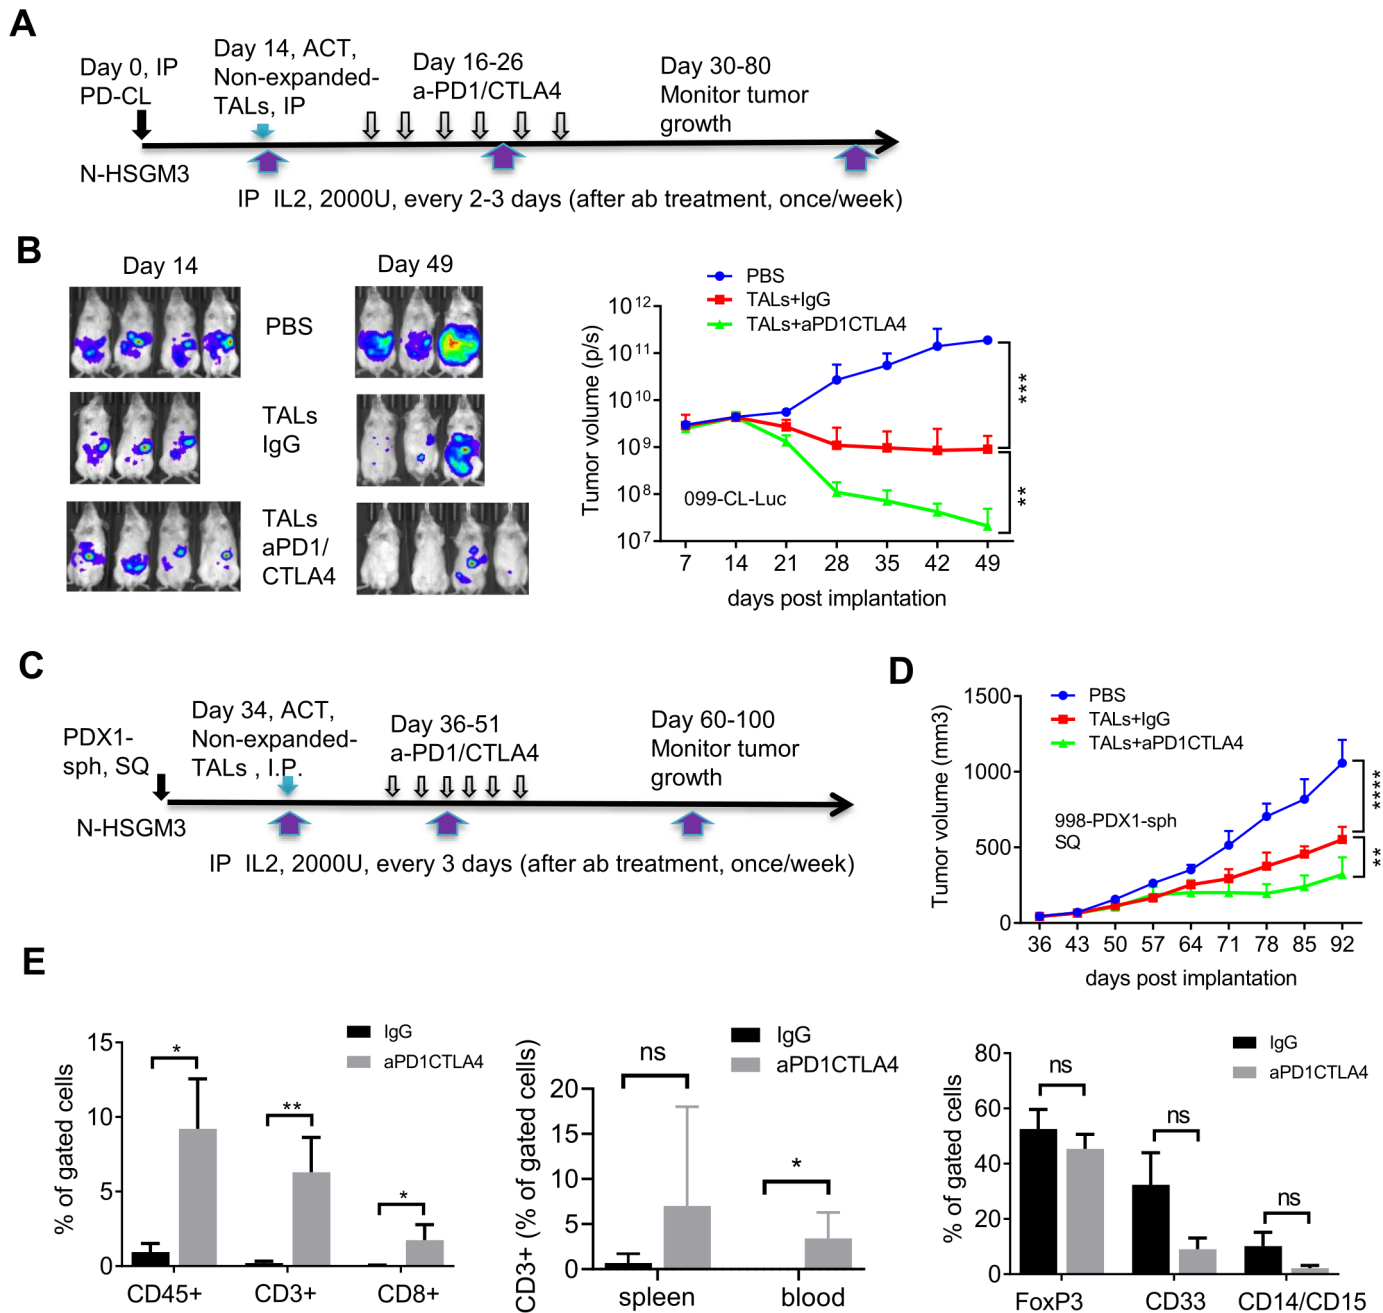 A
Day 0, IP
PD-CL
Day 14, ACT,
Non-expanded-
TALs, IP
Day 16-26
a-PD1/CTLA4
Day 30-80
Monitor tumor
growth
N-HSGM3
IP IL2, 2000U, every 2-3 days (after ab treatment, once/week)
B
Day 14
Day 49
PBS
TALs
IgG
TALs
aPD1/
CTLA4
PBS
TALs+IgG
TALs+aPD1CTLA4
Tumor volume (p/s)
10^12
10^11
10^10
10^9
10^8
10^7
099-CL-Luc
***
**
7 14 21 28 35 42 49
days post implantation
C
PDX1-
sph, SQ
Day 34, ACT,
Non-expanded-
TALs , I.P.
Day 36-51
a-PD1/CTLA4
Day 60-100
Monitor tumor
growth
N-HSGM3
IP IL2, 2000U, every 3 days (after ab treatment, once/week)
D
PBS
TALs+IgG
TALs+aPD1CTLA4
Tumor volume (mm3)
1500
1000
500
0
998-PDX1-sph
SQ
****
**
36 43 50 57 64 71 78 85 92
days post implantation
E
IgG
aPD1CTLA4
% of gated cells
15
10
5
0
*
**
*
CD45+ CD3+ CD8+
IgG
aPD1CTLA4
CD3+ (% of gated cells)
20
15
10
5
0
ns
*
spleen blood
IgG
aPD1CTLA4
% of gated cells
80
60
40
20
0
ns
ns
ns
FoxP3 CD33 CD14/CD15